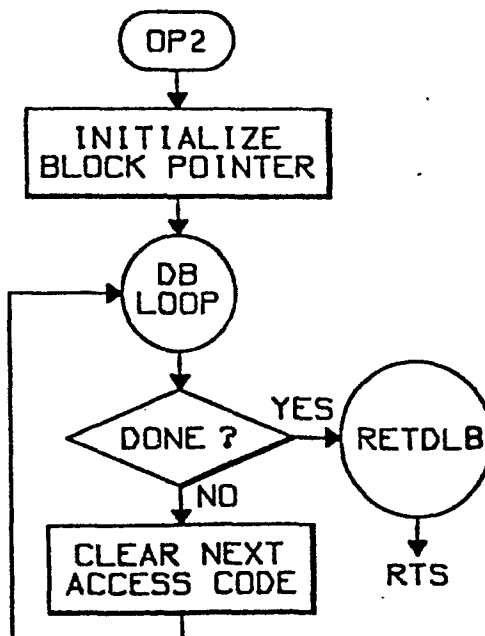 OP2
INITIALIZE
BLOCK POINTER
DB
LOOP
DONE ?
YES
RETDLB
NO
CLEAR NEXT
ACCESS CODE
RTS